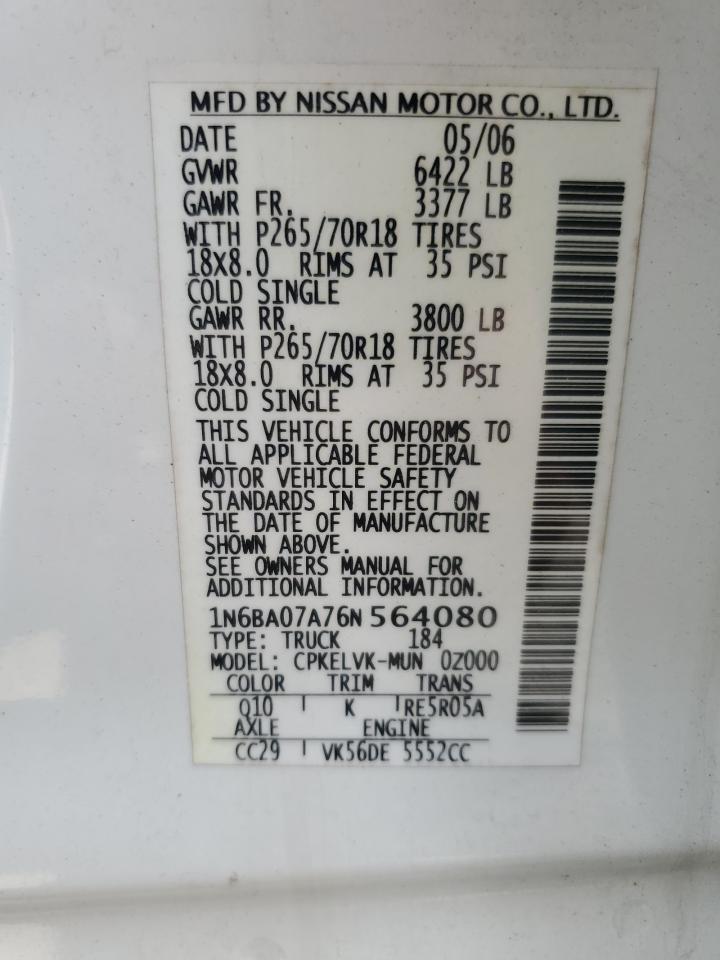 MFD BY NISSAN MOTOR CO., LTD.
DATE 05/06
GVWR 6422 LB
GAWR FR. 3377 LB
WITH P265/70R18 TIRES
18X8.0 RIMS AT 35 PSI
COLD SINGLE
GAWR RR. 3800 LB
WITH P265/70R18 TIRES
18X8.0 RIMS AT 35 PSI
COLD SINGLE
THIS VEHICLE CONFORMS TO
ALL APPLICABLE FEDERAL
MOTOR VEHICLE SAFETY
STANDARDS IN EFFECT ON
THE DATE OF MANUFACTURE
SHOWN ABOVE.
SEE OWNERS MANUAL FOR
ADDITIONAL INFORMATION.
1N6BA07A76N 564080
TYPE: TRUCK 184
MODEL: CPKELVK-MUN 0Z000
COLOR TRIM TRANS
Q10 K RE5R05A
AXLE ENGINE
CC29 VK56DE 5552CC